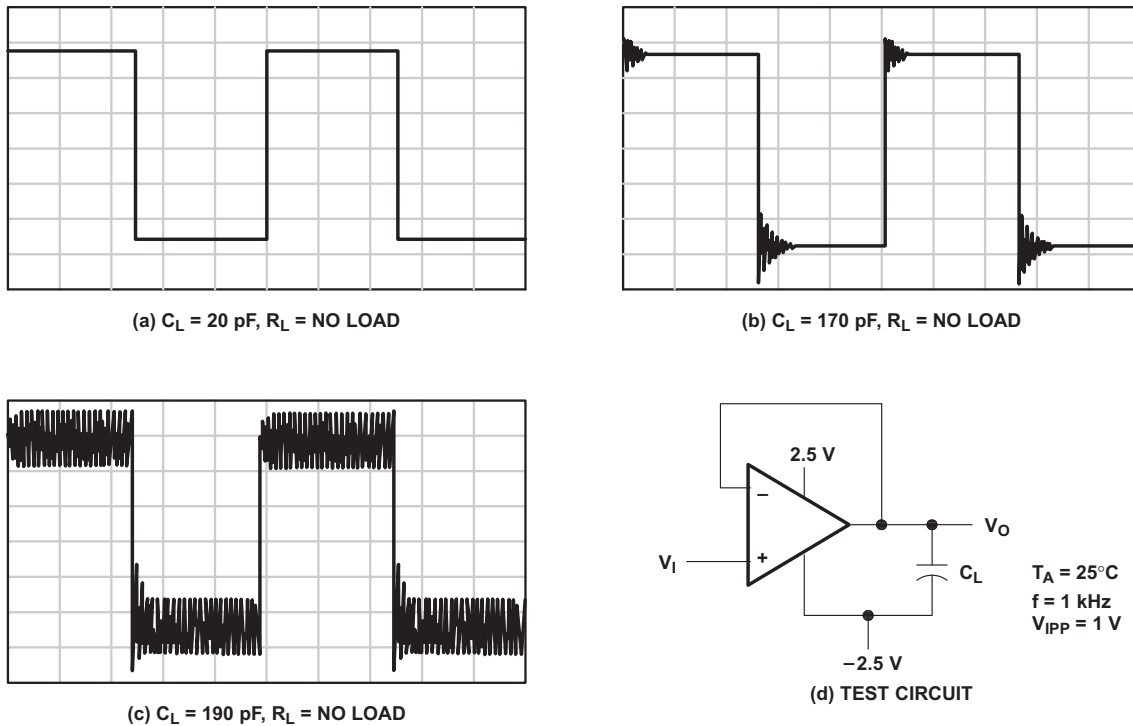 (a) C_L = 20 pF, R_L = NO LOAD
(b) C_L = 170 pF, R_L = NO LOAD
(c) C_L = 190 pF, R_L = NO LOAD
2.5 V
−
+
V_I
V_O
C_L
−2.5 V
T_A = 25°C
f = 1 kHz
V_IPP = 1 V
(d) TEST CIRCUIT